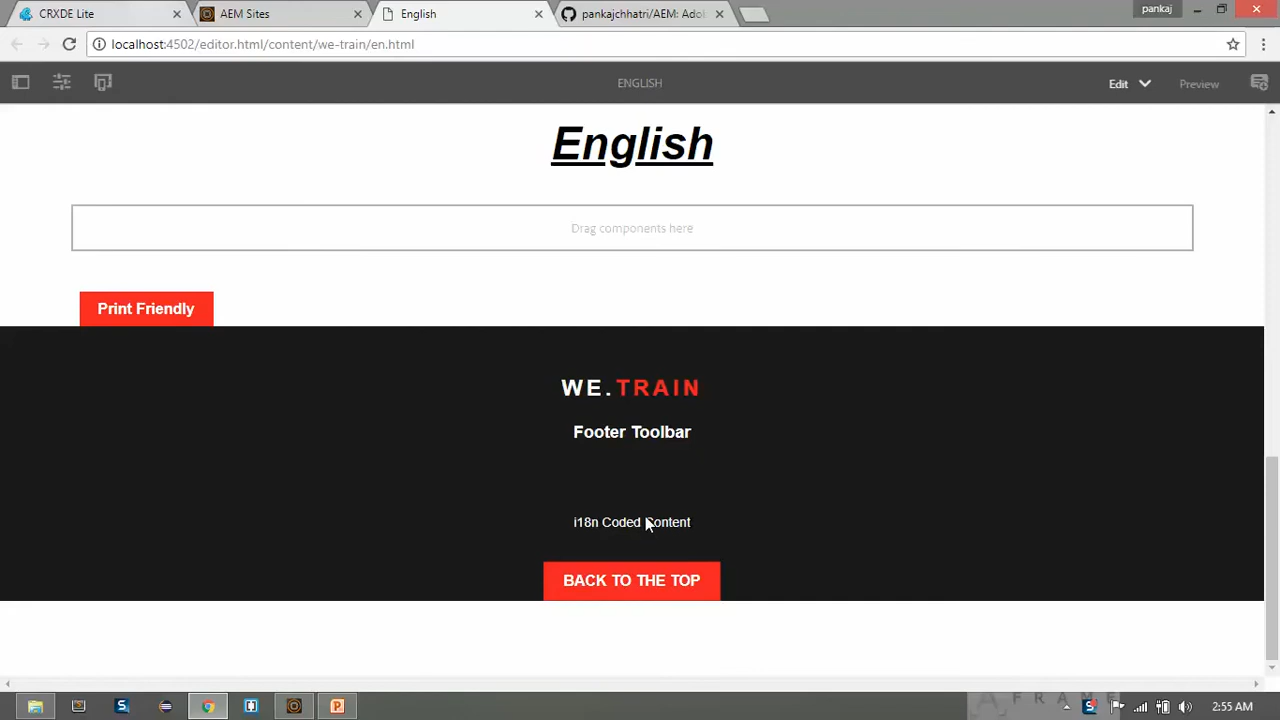 CRXDE Lite
AEM Sites
English
pankajchhatri/AEM: Adol
pankaj
localhost:4502/editor.html/content/we-train/en.html
ENGLISH
Edit
Preview
English
Drag components here
Print Friendly
WE.TRAIN
Footer Toolbar
i18n Coded Content
BACK TO THE TOP
A FRAME
2:55 AM